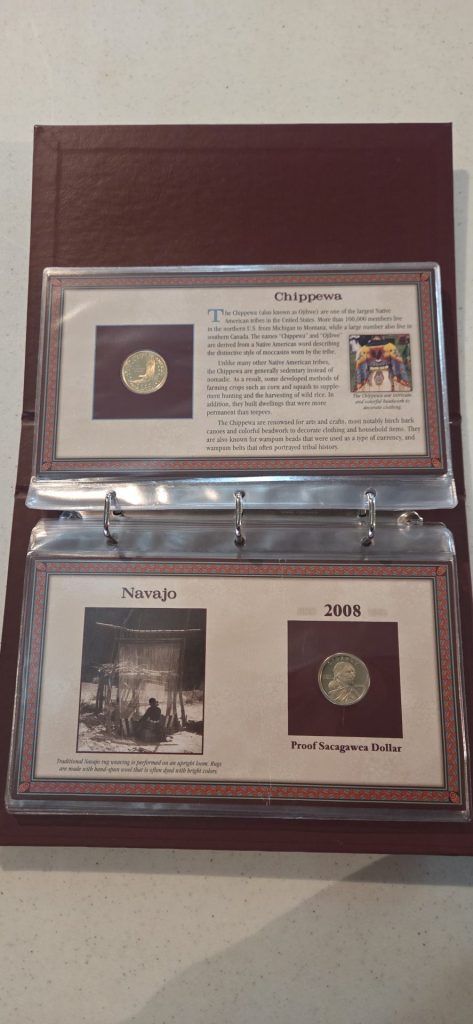 Chippewa
The Chippewa (also known as Ojibwe) are one of the largest Native
American tribes in the United States. More than 100,000 members live
in the northern U.S. from Michigan to Montana, while a large number also live in
southern Canada. The names "Chippewa" and "Ojibwe"
are derived from a Native American word describing
the distinctive style of moccasins worn by the tribe.
Unlike many other Native American tribes,
the Chippewa are generally sedentary instead of
nomadic. As a result, some developed methods of
farming crops such as corn and squash to supple-
ment hunting and the harvesting of wild rice. In
addition, they built dwellings that were more
permanent than teepees.
The Chippewa use intricate
and colorful beadwork to
decorate clothing.
The Chippewa are renowned for arts and crafts, most notably birch bark
canoes and colorful beadwork to decorate clothing and household items. They
are also known for wampum beads that were used as a type of currency, and
wampum belts that often portrayed tribal history.
Navajo
Traditional Navajo rug weaving is performed on an upright loom. Rugs
are made with hand-spun wool that is often dyed with bright colors.
2008
Proof Sacagawea Dollar